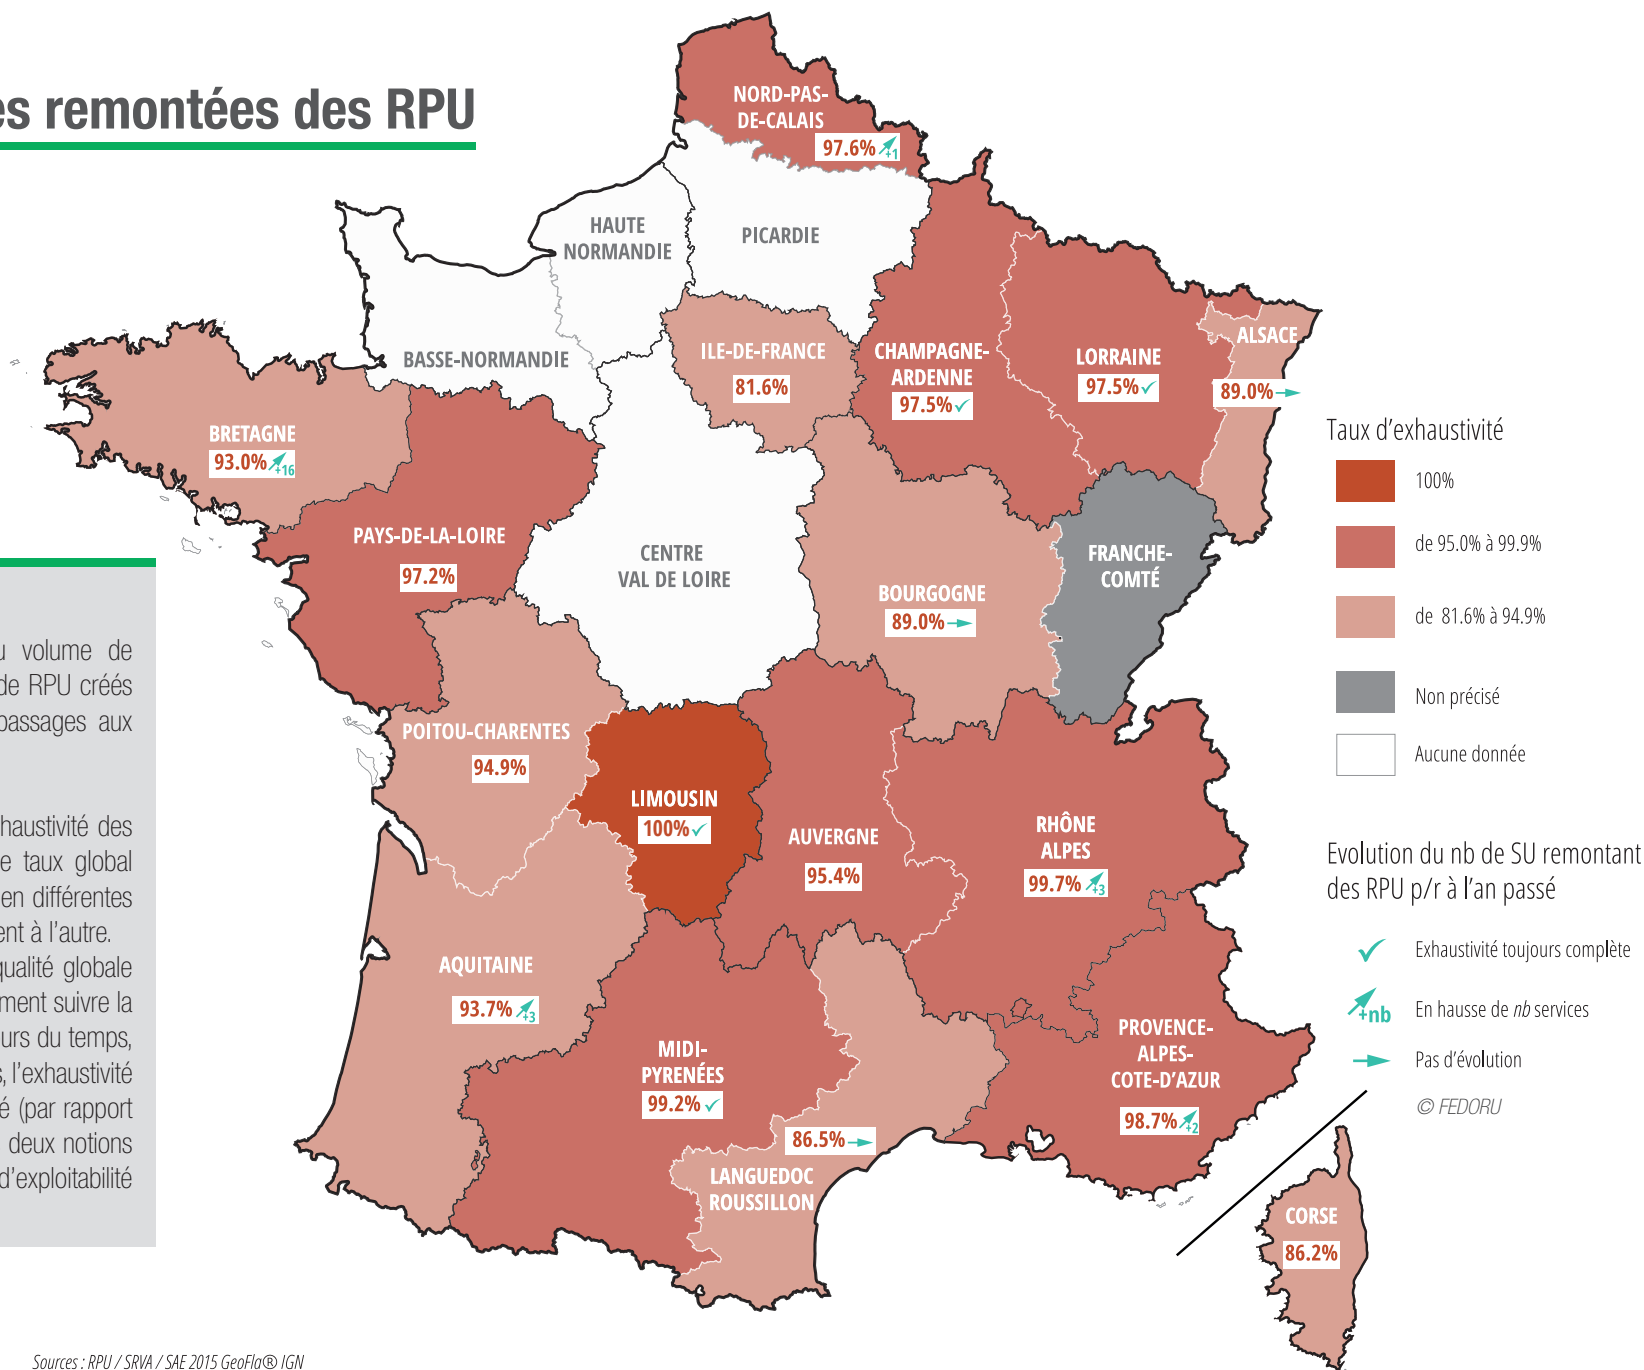 es remontées des RPU
u volume de
de RPU créés
passages aux
haustivité des
e taux global
en différentes
ent à l'autre.
qualité globale
ment suivre la
urs du temps,
s, l'exhaustivité
é (par rapport
deux notions
d'exploitabilité
NORD-PAS-
DE-CALAIS
97.6% +1
HAUTE
NORMANDIE
PICARDIE
BASSE-NORMANDIE
ILE-DE-FRANCE
81.6%
CHAMPAGNE-
ARDENNE
97.5% ✓
LORRAINE
97.5% ✓
ALSACE
89.0% →
BRETAGNE
93.0% +16
PAYS-DE-LA-LOIRE
97.2%
CENTRE
VAL DE LOIRE
BOURGOGNE
89.0% →
FRANCHE-
COMTÉ
POITOU-CHARENTES
94.9%
LIMOUSIN
100% ✓
AUVERGNE
95.4%
RHÔNE
ALPES
99.7% +3
AQUITAINE
93.7% +3
MIDI-
PYRENÉES
99.2% ✓
86.5% →
LANGUEDOC
ROUSSILLON
PROVENCE-
ALPES-
COTE-D'AZUR
98.7% +2
CORSE
86.2%
Taux d'exhaustivité
100%
de 95.0% à 99.9%
de 81.6% à 94.9%
Non précisé
Aucune donnée
Evolution du nb de SU remontant
des RPU p/r à l'an passé
✓ Exhaustivité toujours complète
+nb En hausse de nb services
→ Pas d'évolution
© FEDORU
Sources : RPU / SRVA / SAE 2015 GeoFla® IGN